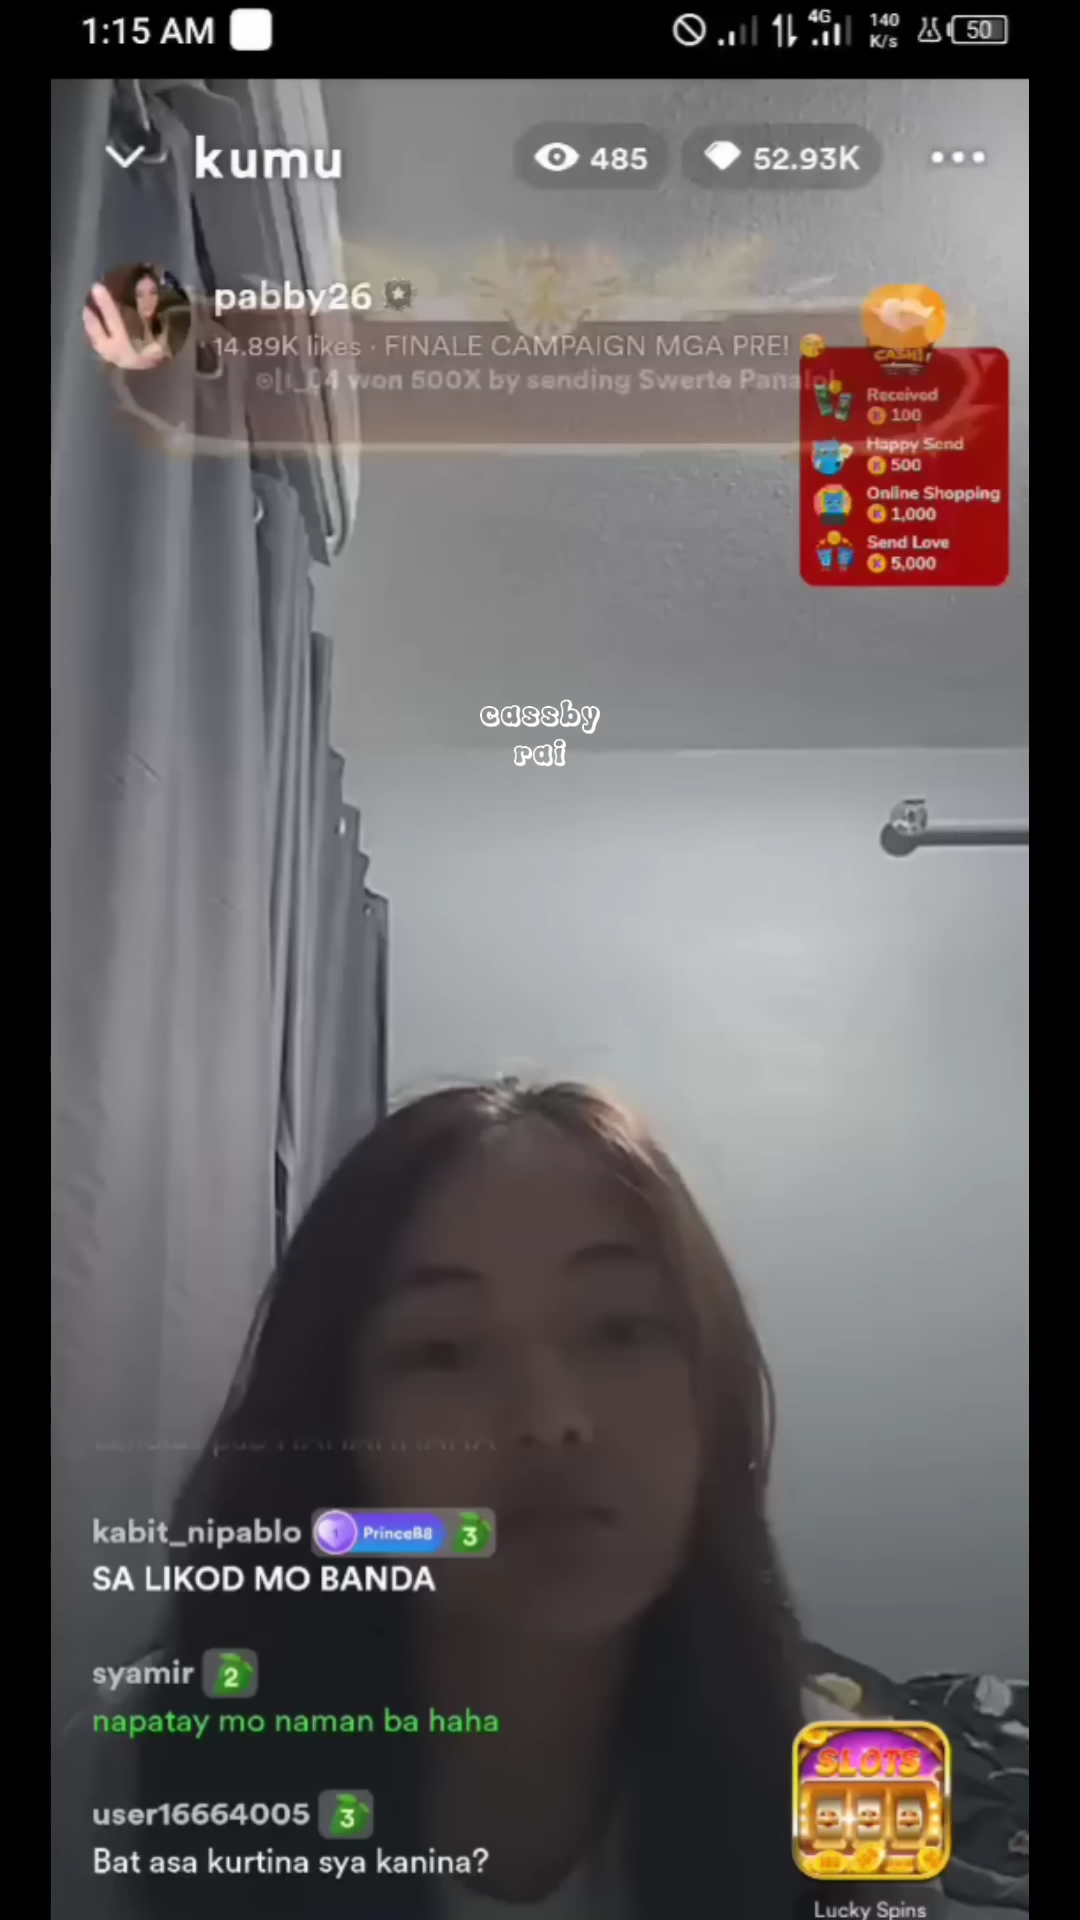 1:15 AM
4G
140
K/s
50
kumu
485
52.93K
pabby26
14.89K likes · FINALE CAMPAIGN MGA PRE!
won 500X by sending Swerte Panalo!
CASH!
Received
100
Happy Send
500
Online Shopping
1,000
Send Love
5,000
cassby
rai
kabit_nipablo 1 PrinceB8 3
SA LIKOD MO BANDA
syamir 2
napatay mo naman ba haha
user16664005 3
Bat asa kurtina sya kanina?
SLOTS
Lucky Spins